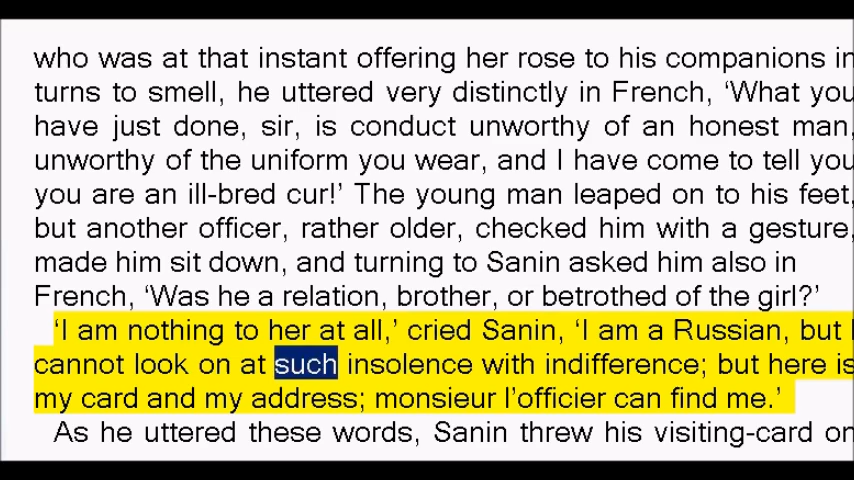 who was at that instant offering her rose to his companions in
turns to smell, he uttered very distinctly in French, ‘What you
have just done, sir, is conduct unworthy of an honest man,
unworthy of the uniform you wear, and I have come to tell you
you are an ill-bred cur!’ The young man leaped on to his feet,
but another officer, rather older, checked him with a gesture,
made him sit down, and turning to Sanin asked him also in
French, ‘Was he a relation, brother, or betrothed of the girl?’
‘I am nothing to her at all,’ cried Sanin, ‘I am a Russian, but I
cannot look on at such insolence with indifference; but here is
my card and my address; monsieur l’officier can find me.’
As he uttered these words, Sanin threw his visiting-card on